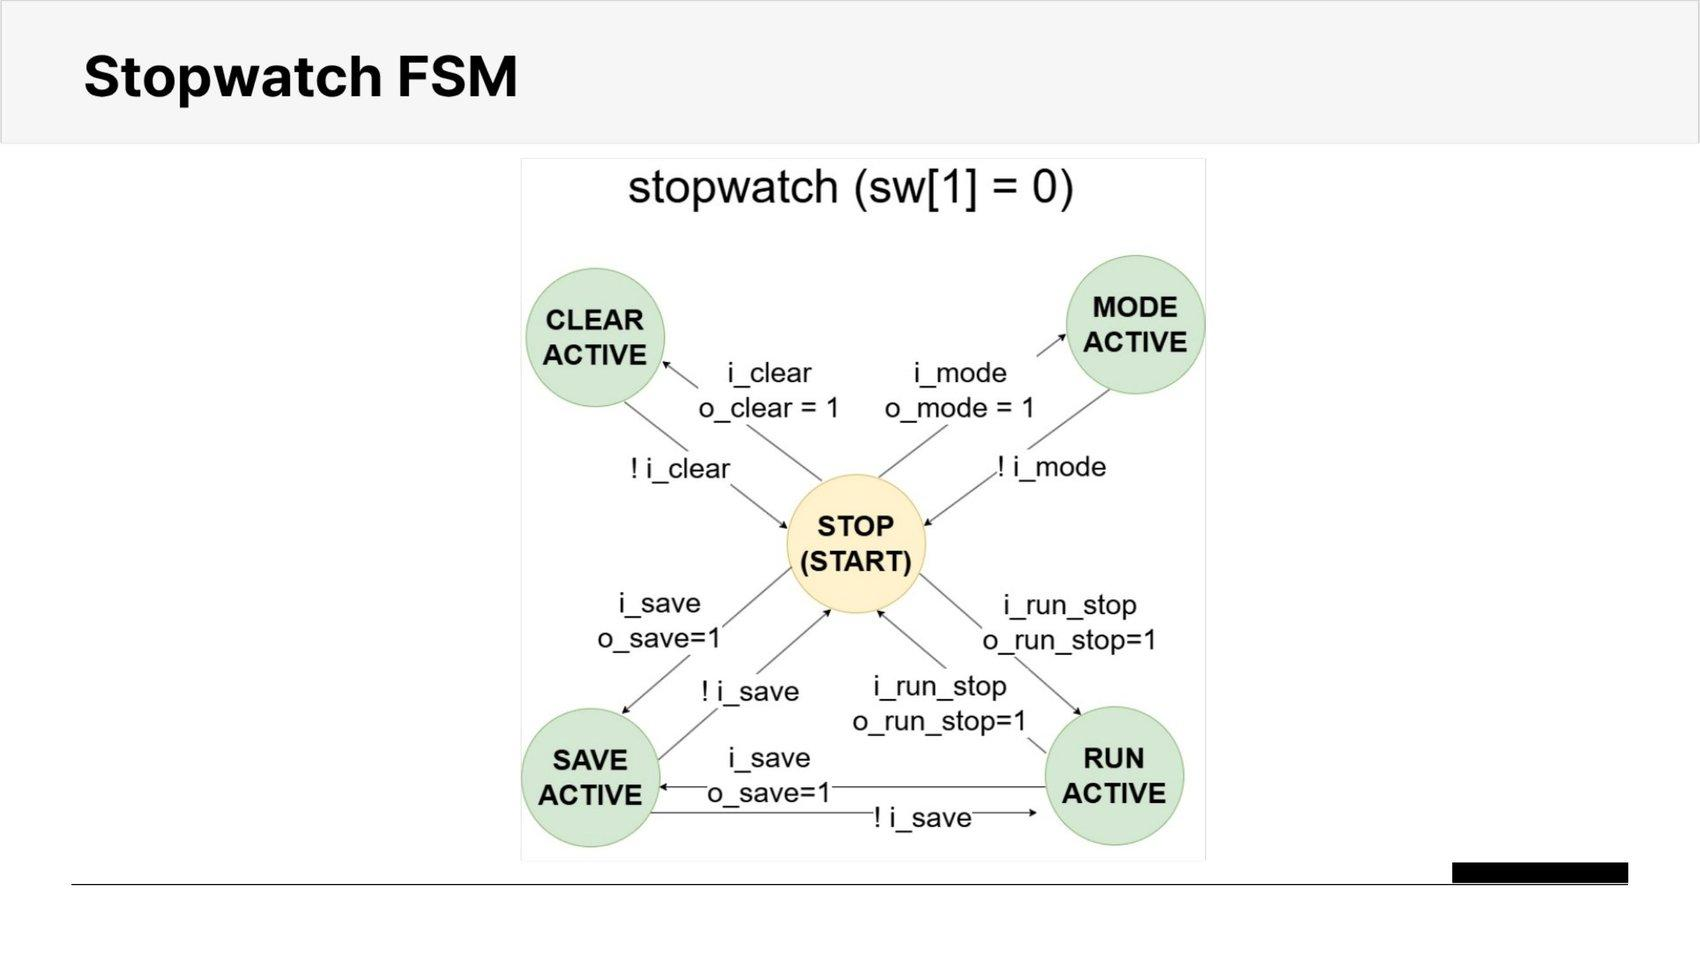 Stopwatch FSM
stopwatch (sw[1] = 0)
CLEAR
ACTIVE
MODE
ACTIVE
i_clear
o_clear = 1
i_mode
o_mode = 1
! i_clear
! i_mode
STOP
(START)
i_save
o_save=1
i_run_stop
o_run_stop=1
! i_save
i_run_stop
o_run_stop=1
SAVE
ACTIVE
i_save
o_save=1
! i_save
RUN
ACTIVE